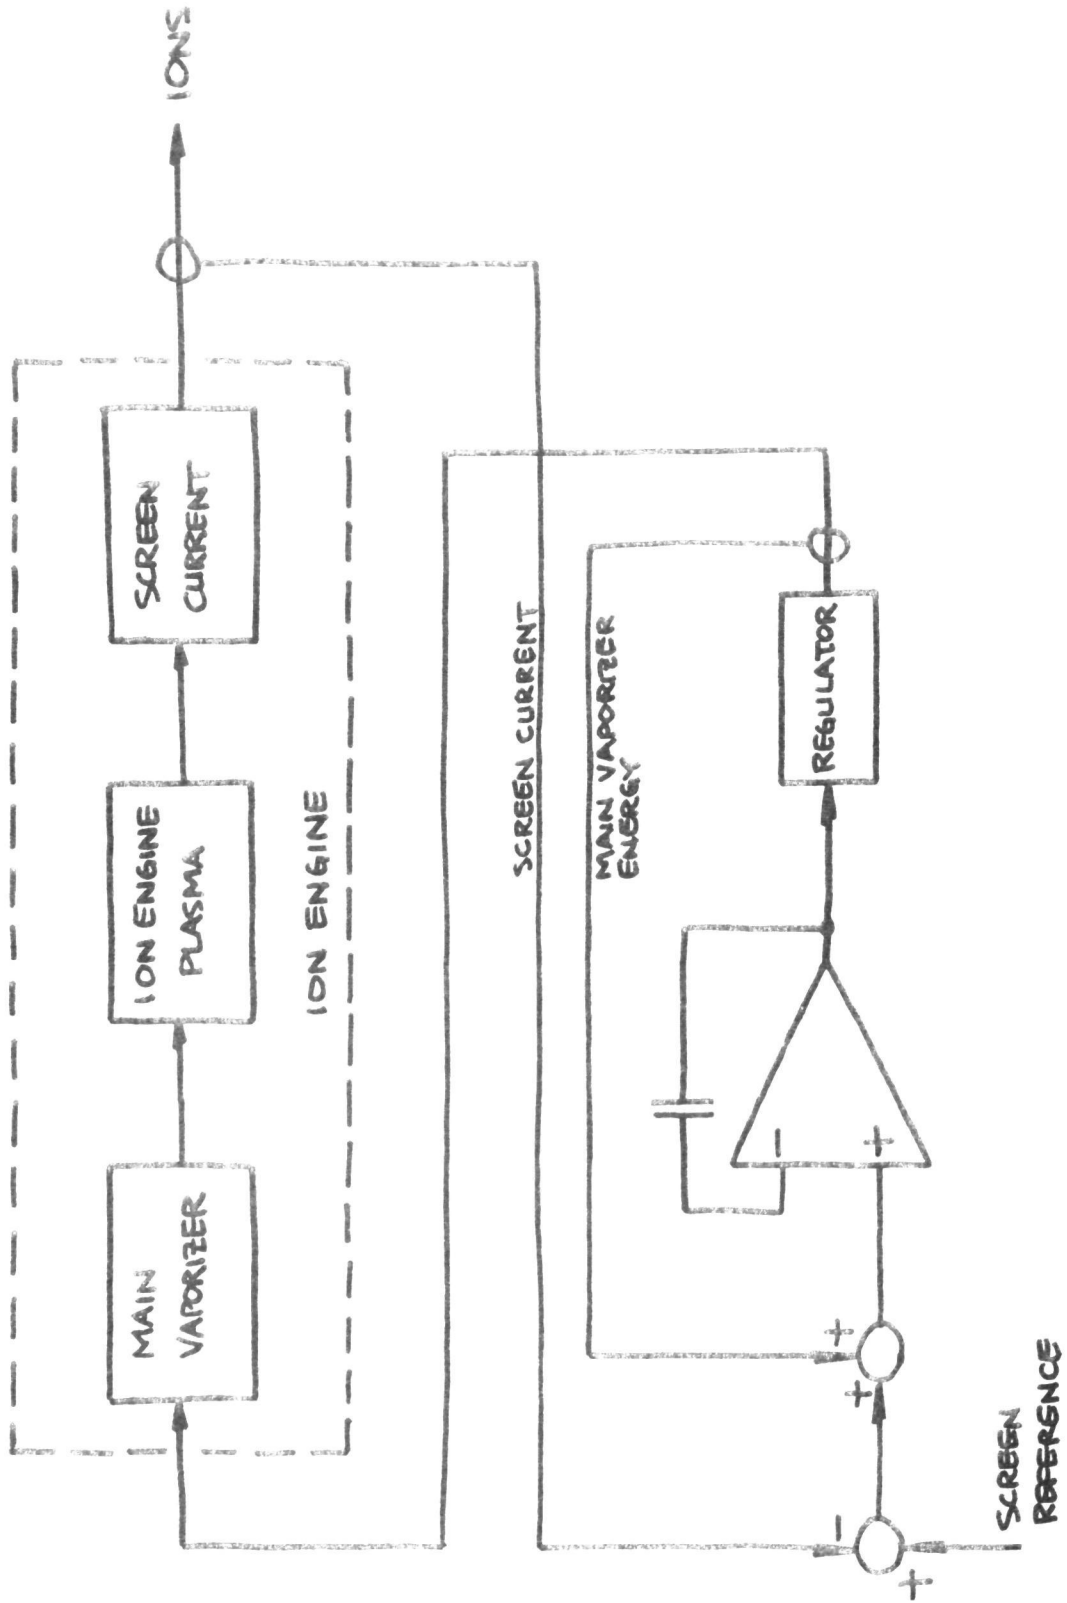 IONS
SCREEN
CURRENT
ION ENGINE
PLASMA
MAIN
VAPORIZER
ION ENGINE
SCREEN CURRENT
MAIN VAPORIZER
ENERGY
REGULATOR
-
+
+
+
-
+
SCREEN
REFERENCE